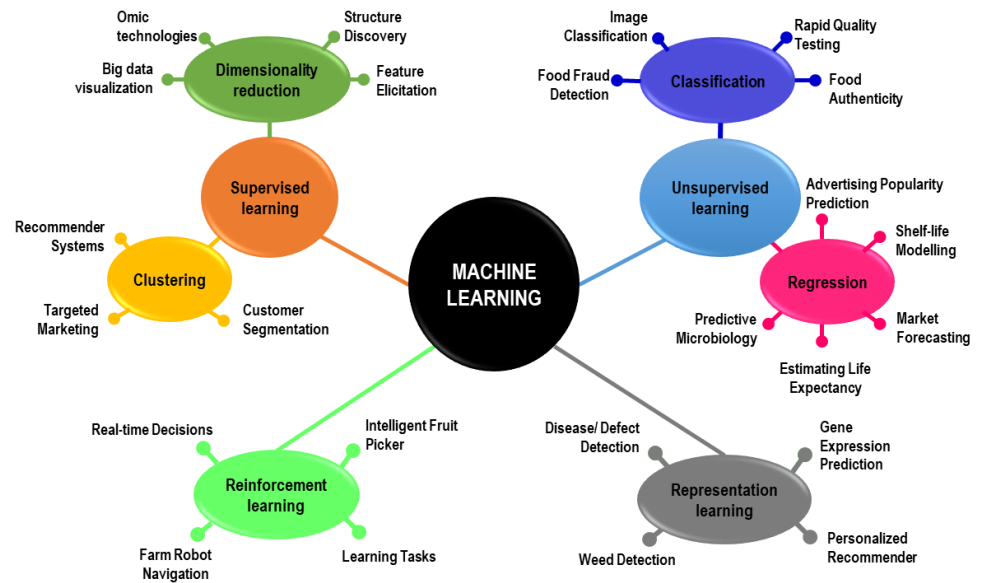 Omic
technologies
Structure
Discovery
Big data
visualization
Dimensionality
reduction
Feature
Elicitation
Image
Classification
Rapid Quality
Testing
Food Fraud
Detection
Classification
Food
Authenticity
Supervised
learning
Unsupervised
learning
Recommender
Systems
Clustering
Targeted
Marketing
Customer
Segmentation
MACHINE
LEARNING
Advertising Popularity
Prediction
Shelf-life
Modelling
Regression
Predictive
Microbiology
Market
Forecasting
Estimating Life
Expectancy
Real-time Decisions
Intelligent Fruit
Picker
Reinforcement
learning
Farm Robot
Navigation
Learning Tasks
Disease/ Defect
Detection
Gene
Expression
Prediction
Representation
learning
Weed Detection
Personalized
Recommender